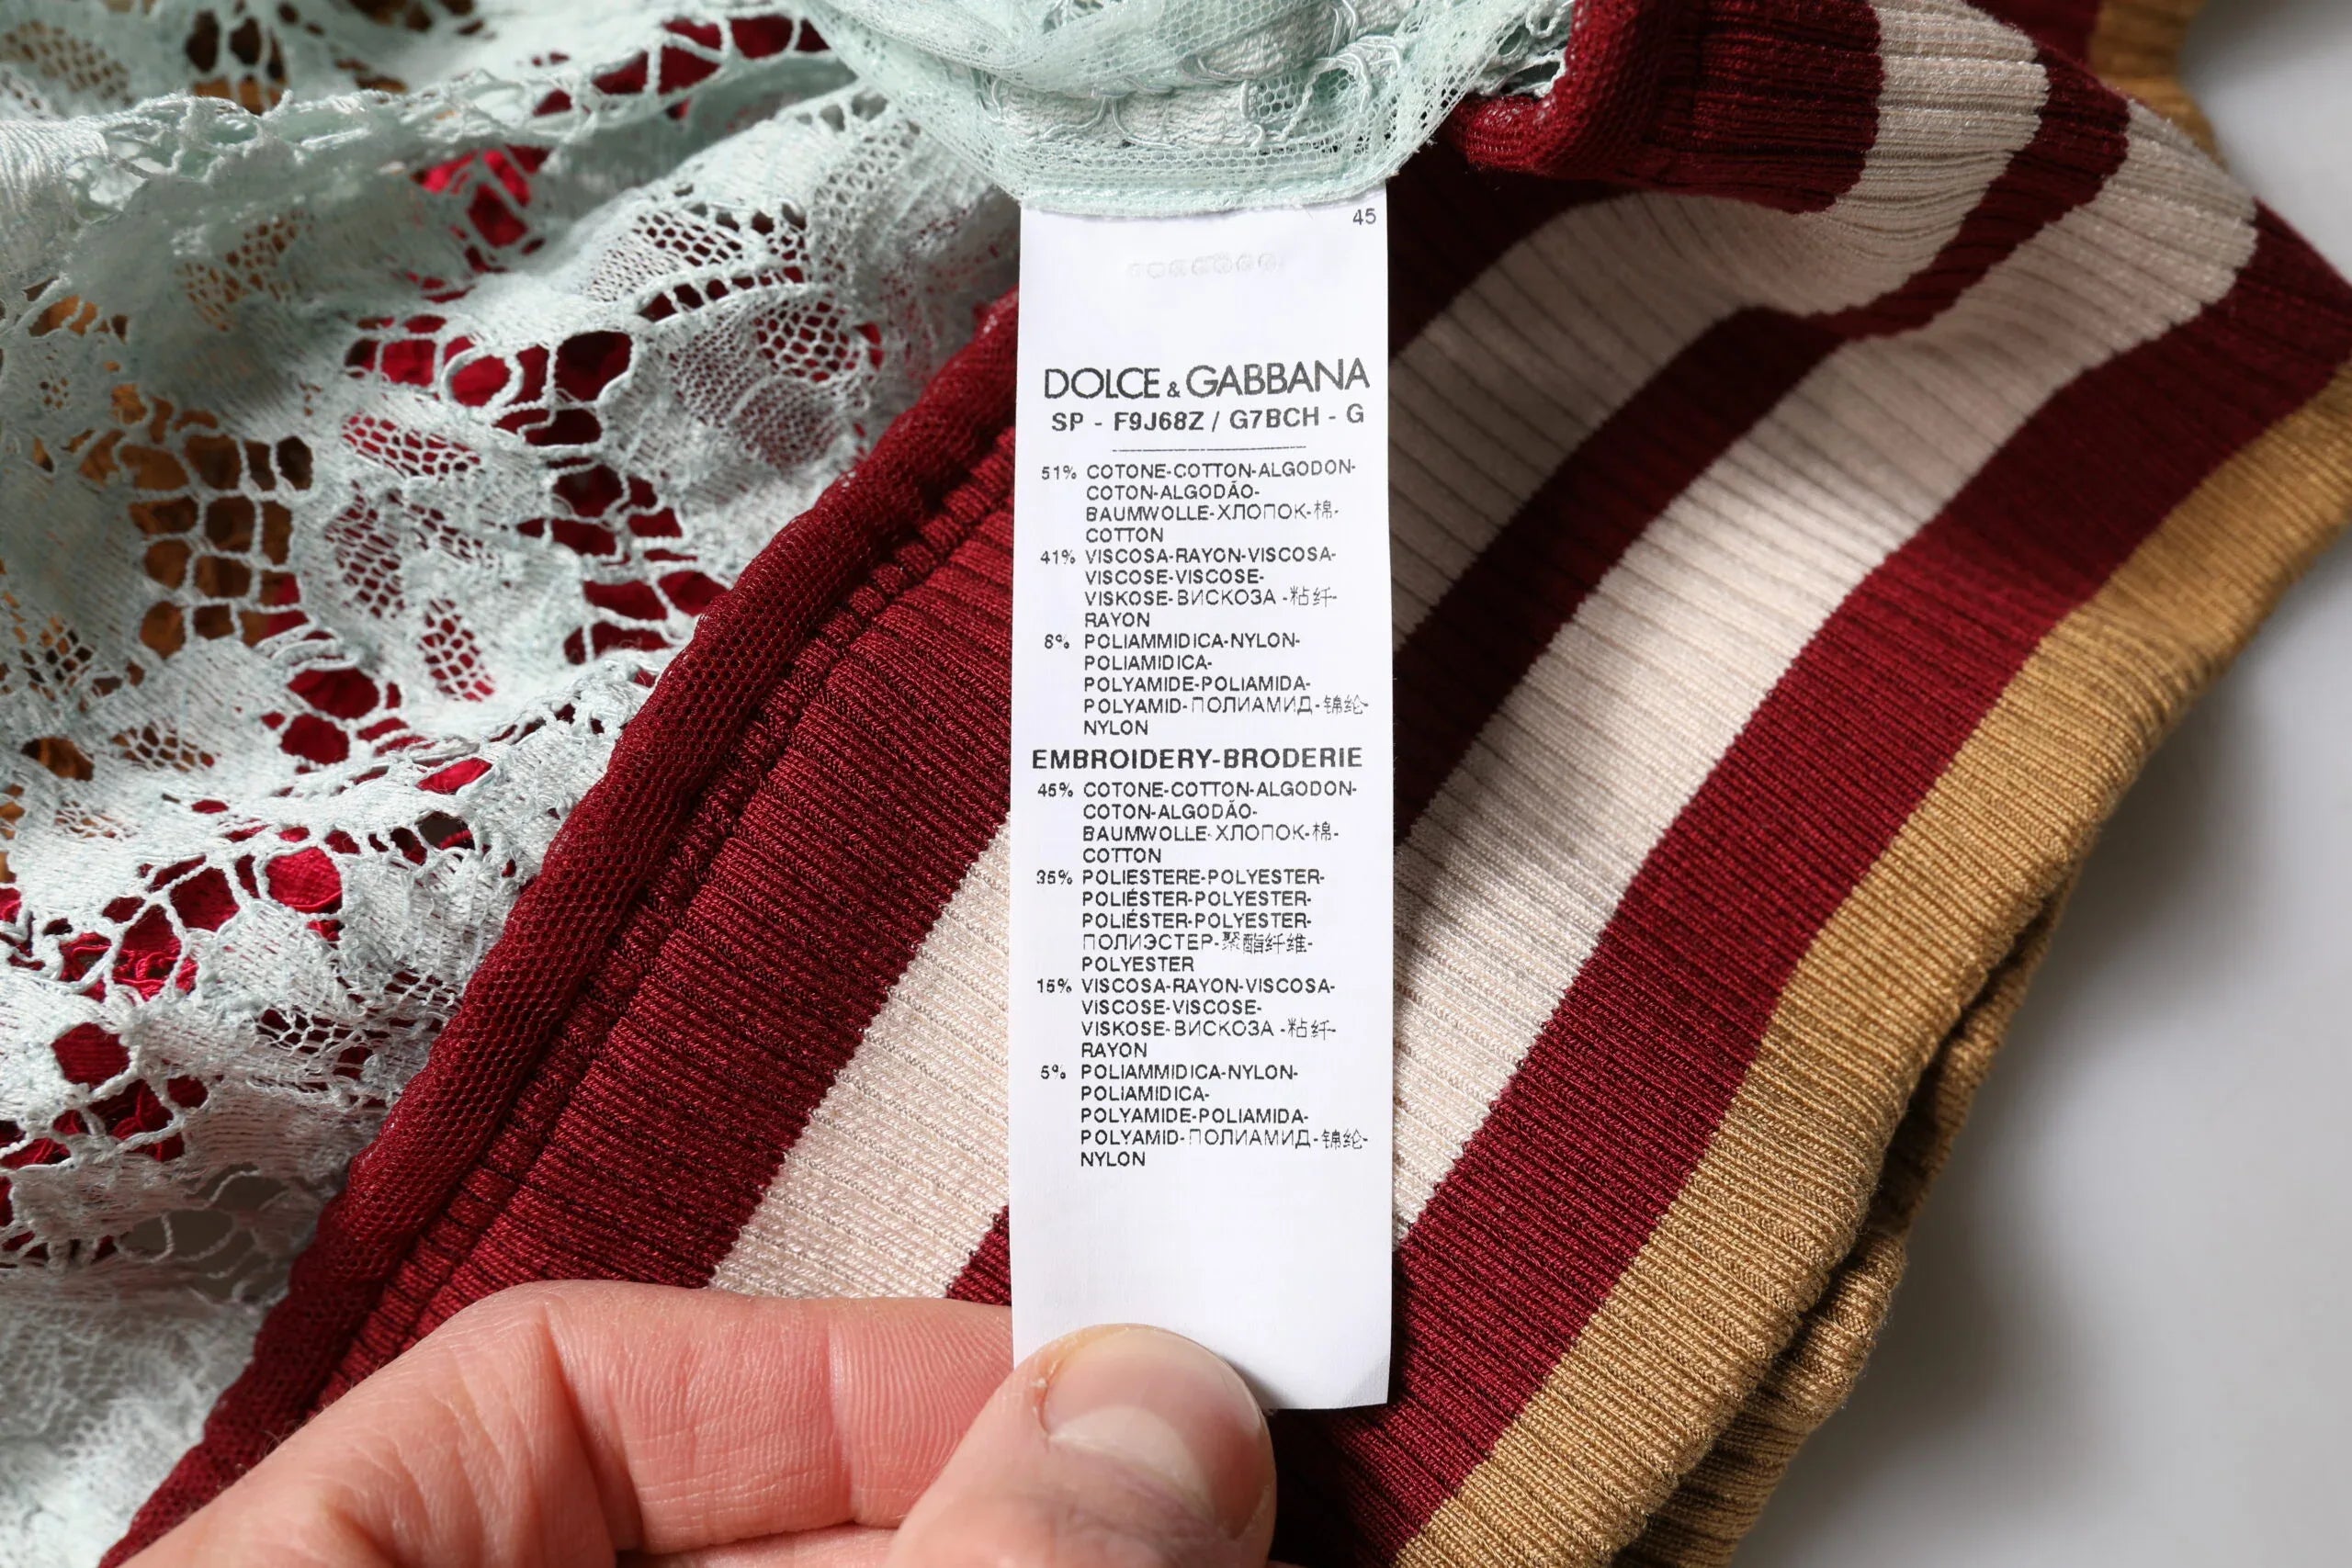 45
DOLCE & GABBANA
SP - F9J68Z / G7BCH - G
51% COTONE-COTTON-ALGODON-
COTON-ALGODÃO-
BAUMWOLLE-ХЛОПОК-棉-
COTTON
41% VISCOSA-RAYON-VISCOSA-
VISCOSE-VISCOSE-
VISKOSE-ВИСКОЗА -粘纤-
RAYON
8% POLIAMMIDICA-NYLON-
POLIAMIDICA-
POLYAMIDE-POLIAMIDA-
POLYAMID-ПОЛИАМИД-锦纶-
NYLON
EMBROIDERY-BRODERIE
45% COTONE-COTTON-ALGODON-
COTON-ALGODÃO-
BAUMWOLLE-ХЛОПОК-棉-
COTTON
35% POLIESTERE-POLYESTER-
POLIÉSTER-POLYESTER-
POLIÉSTER-POLYESTER-
ПОЛИЭСТЕР-聚酯纤维-
POLYESTER
15% VISCOSA-RAYON-VISCOSA-
VISCOSE-VISCOSE-
VISKOSE-ВИСКОЗА -粘纤-
RAYON
5% POLIAMMIDICA-NYLON-
POLIAMIDICA-
POLYAMIDE-POLIAMIDA-
POLYAMID-ПОЛИАМИД-锦纶-
NYLON